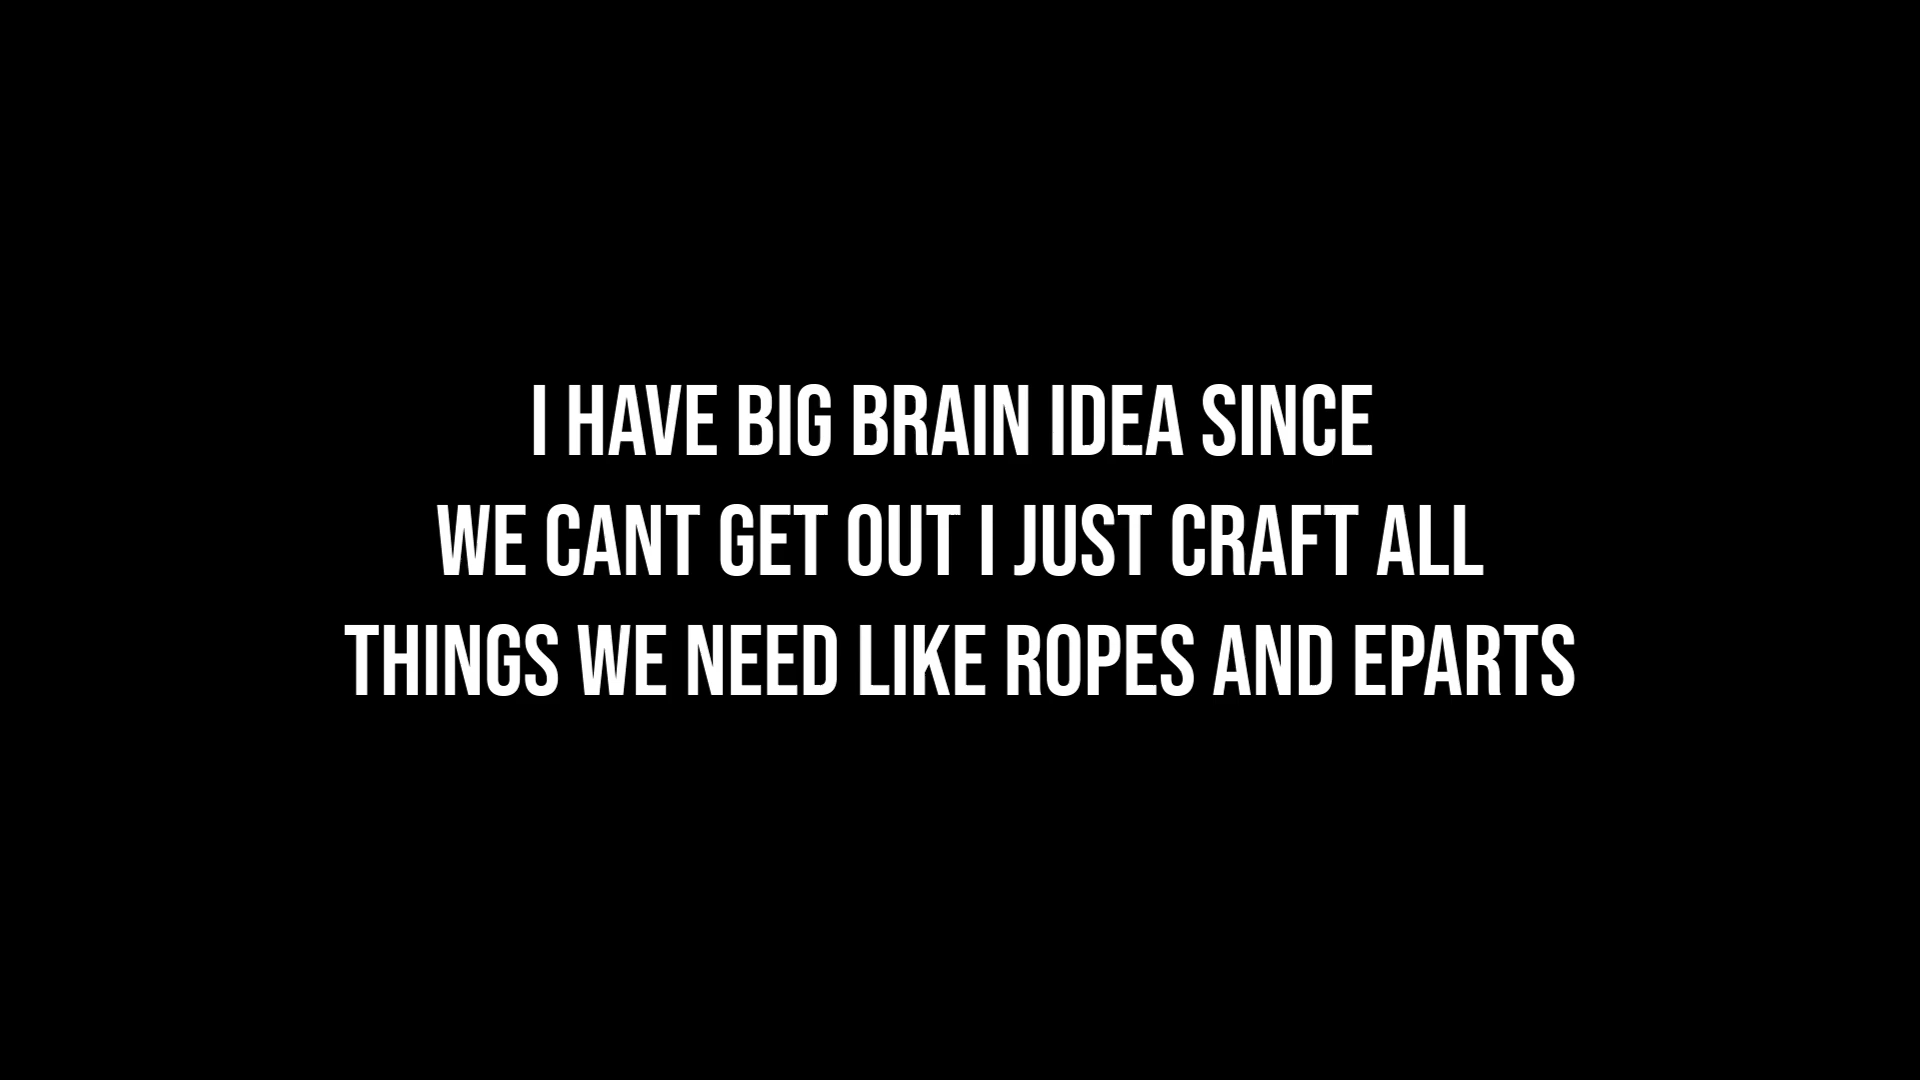 I HAVE BIG BRAIN IDEA SINCE
WE CANT GET OUT I JUST CRAFT ALL
THINGS WE NEED LIKE ROPES AND EPARTS